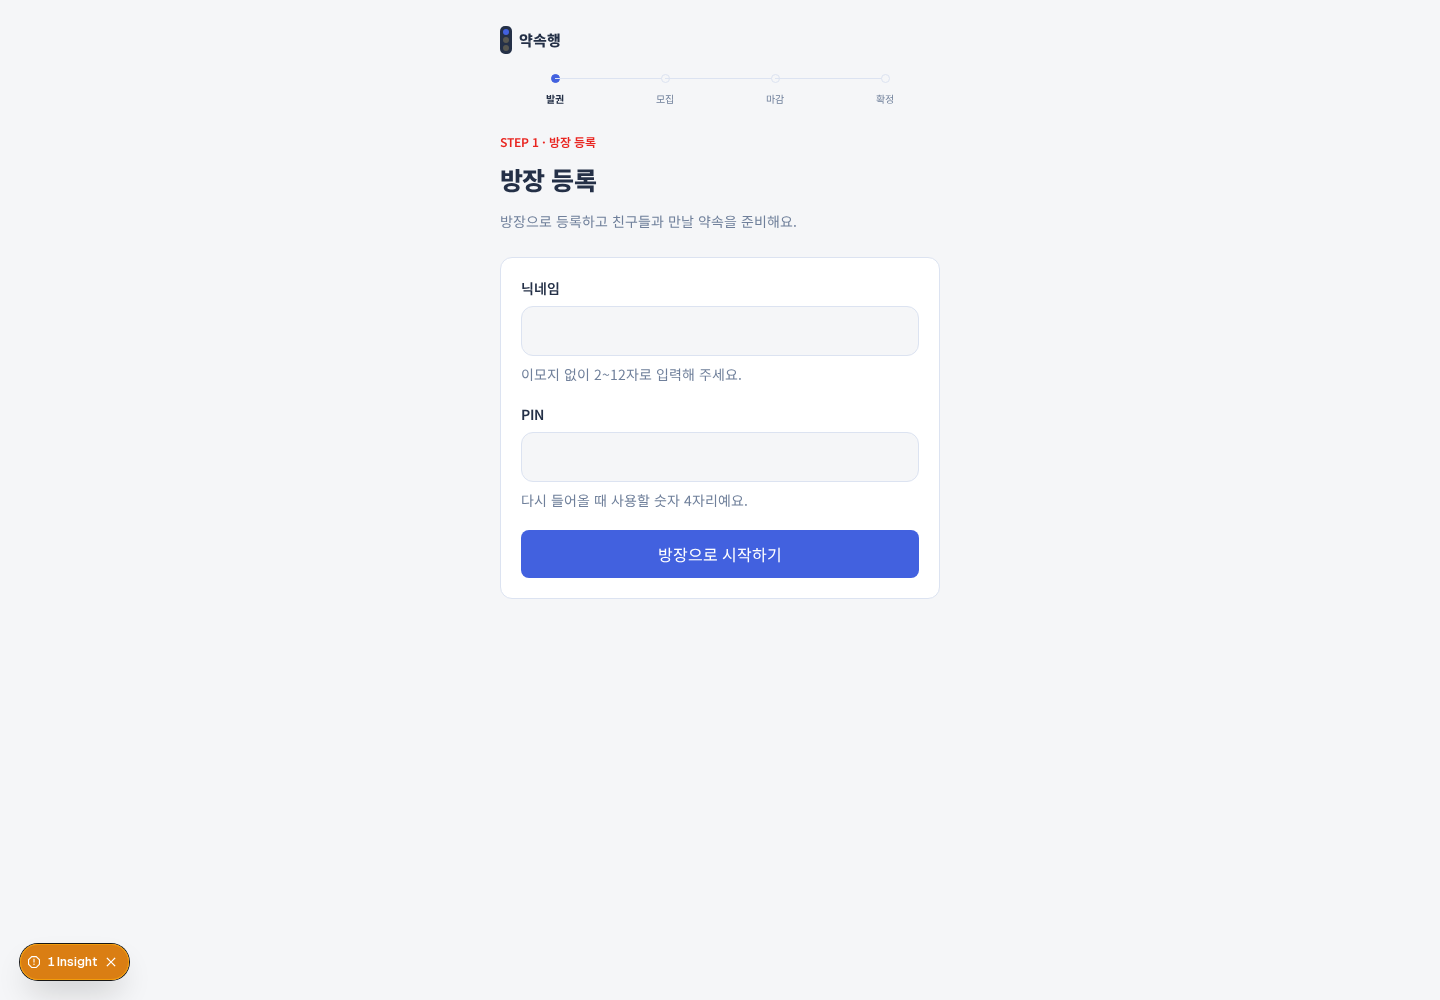 약속행
발권
모집
마감
확정
STEP 1 · 방장 등록
방장 등록
방장으로 등록하고 친구들과 만날 약속을 준비해요.
닉네임
이모지 없이 2~12자로 입력해 주세요.
PIN
다시 들어올 때 사용할 숫자 4자리예요.
방장으로 시작하기
1 Insight